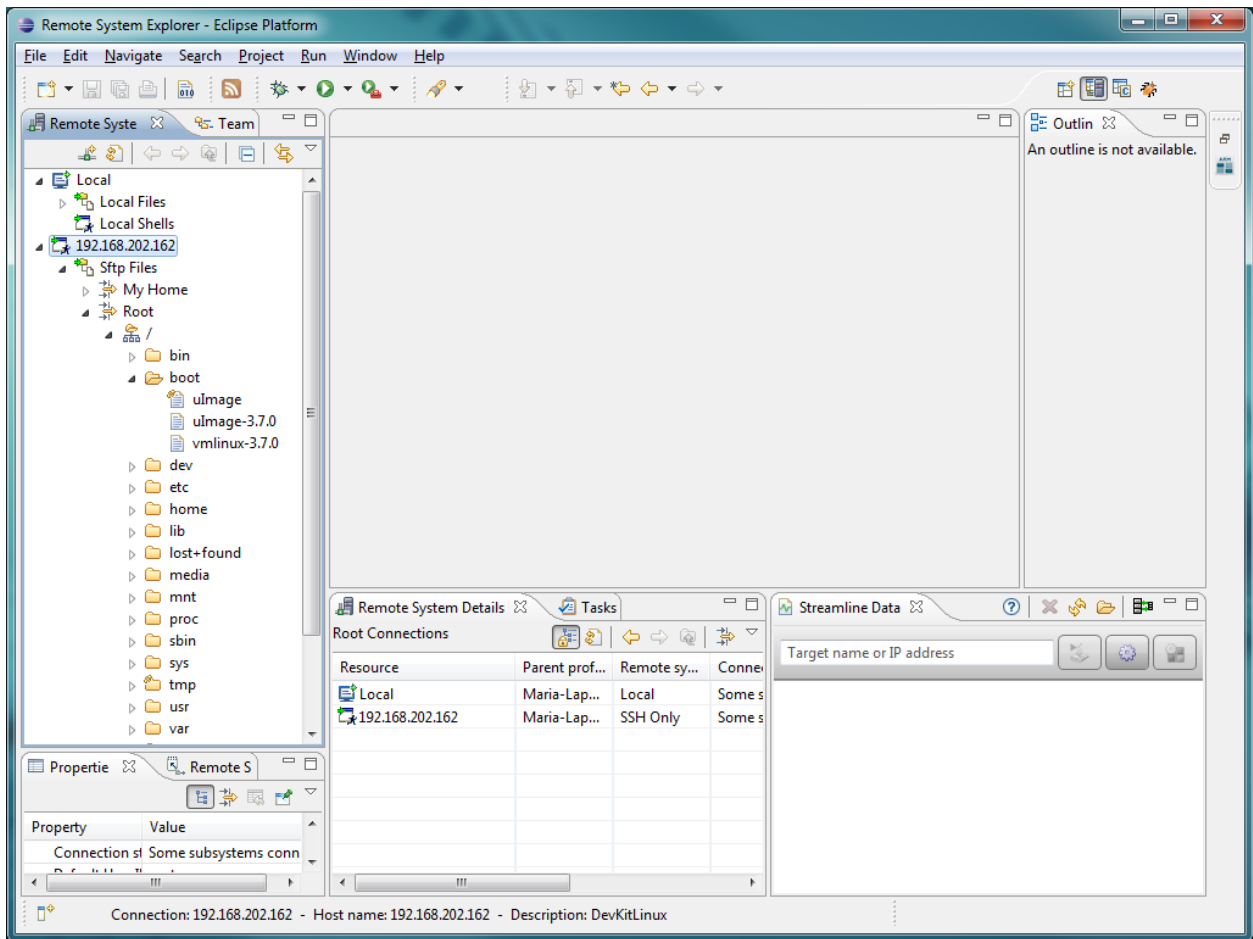 Remote System Explorer - Eclipse Platform
File Edit Navigate Search Project Run Window Help
Remote Syste
Team
Local
Local Files
Local Shells
192.168.202.162
Sftp Files
My Home
Root
/
bin
boot
uImage
uImage-3.7.0
vmlinux-3.7.0
dev
etc
home
lib
lost+found
media
mnt
proc
sbin
sys
tmp
usr
var
Outlin
An outline is not available.
Propertie
Remote S
Property Value
Connection st Some subsystems conn
Remote System Details
Tasks
Root Connections
Resource Parent prof... Remote sy... Connec
Local Maria-Lap... Local Some s
192.168.202.162 Maria-Lap... SSH Only Some s
Streamline Data
Target name or IP address
Connection: 192.168.202.162 - Host name: 192.168.202.162 - Description: DevKitLinux